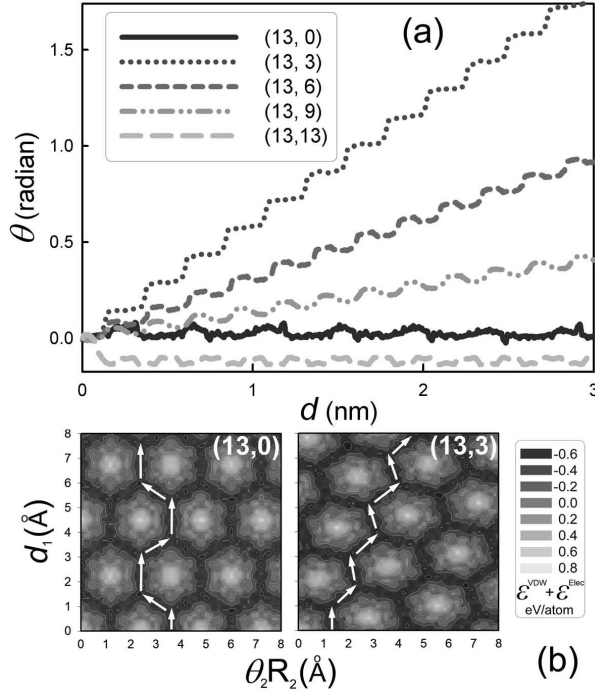 (a)
(13, 0)
(13, 3)
(13, 6)
(13, 9)
(13,13)
1.5
1.0
0.5
0.0
θ (radian)
0 1 2 3
d (nm)
(13,0)
(13,3)
8
7
6
5
4
3
2
1
0
d₁(Å)
0 1 2 3 4 5 6 7 8
0 1 2 3 4 5 6 7 8
θ₂R₂(Å)
-0.6
-0.4
-0.2
0.0
0.2
0.4
0.6
0.8
Ɛ^VDW + Ɛ^Elec
eV/atom
(b)